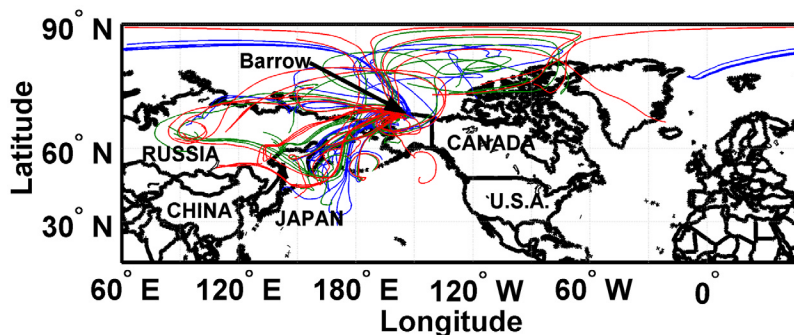 90° N
Barrow
Latitude
60° N
RUSSIA
CANADA
CHINA
JAPAN
U.S.A.
30° N
60° E 120° E 180° E 120° W 60° W 0°
Longitude